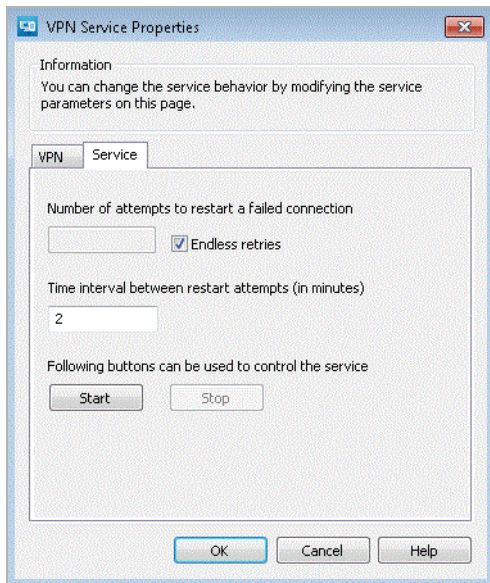 VPN Service Properties
Information
You can change the service behavior by modifying the service
parameters on this page.
VPN
Service
Number of attempts to restart a failed connection
Endless retries
Time interval between restart attempts (in minutes)
2
Following buttons can be used to control the service
Start
Stop
OK
Cancel
Help